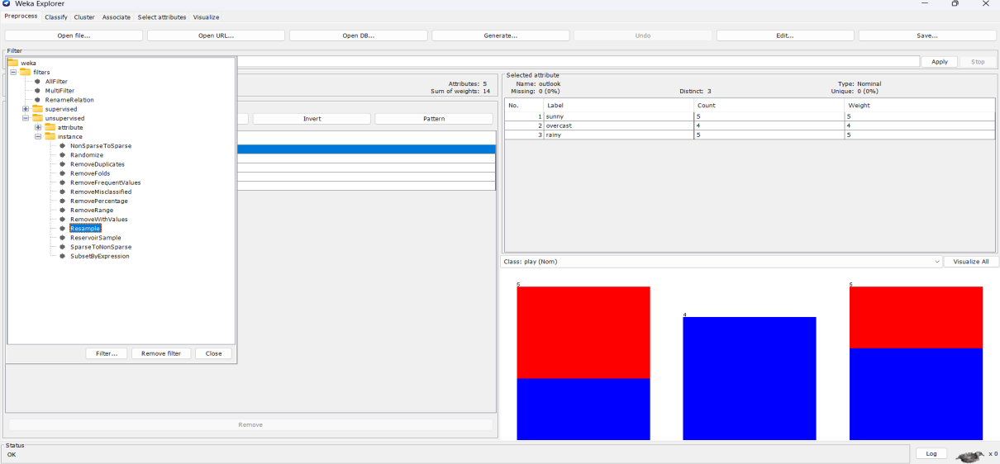 Weka Explorer
Preprocess Classify Cluster Associate Select attributes Visualize
Open file... Open URL... Open DB... Generate... Undo Edit... Save...
Filter
Apply Stop
weka
filters
AllFilter
MultiFilter
RenameRelation
supervised
unsupervised
attribute
instance
NonSparseToSparse
Randomize
RemoveDuplicates
RemoveFolds
RemoveFrequentValues
RemoveMisclassified
RemovePercentage
RemoveRange
RemoveWithValues
Resample
ReservoirSample
SparseToNonSparse
SubsetByExpression
Filter... Remove filter Close
Attributes: 5
Sum of weights: 14
Invert Pattern
Remove
Selected attribute
Name: outlook Type: Nominal
Missing: 0 (0%) Distinct: 3 Unique: 0 (0%)
No. Label Count Weight
1 sunny 5 5
2 overcast 4 4
3 rainy 5 5
Class: play (Nom) Visualize All
5 4 5
Status
OK
Log x 0